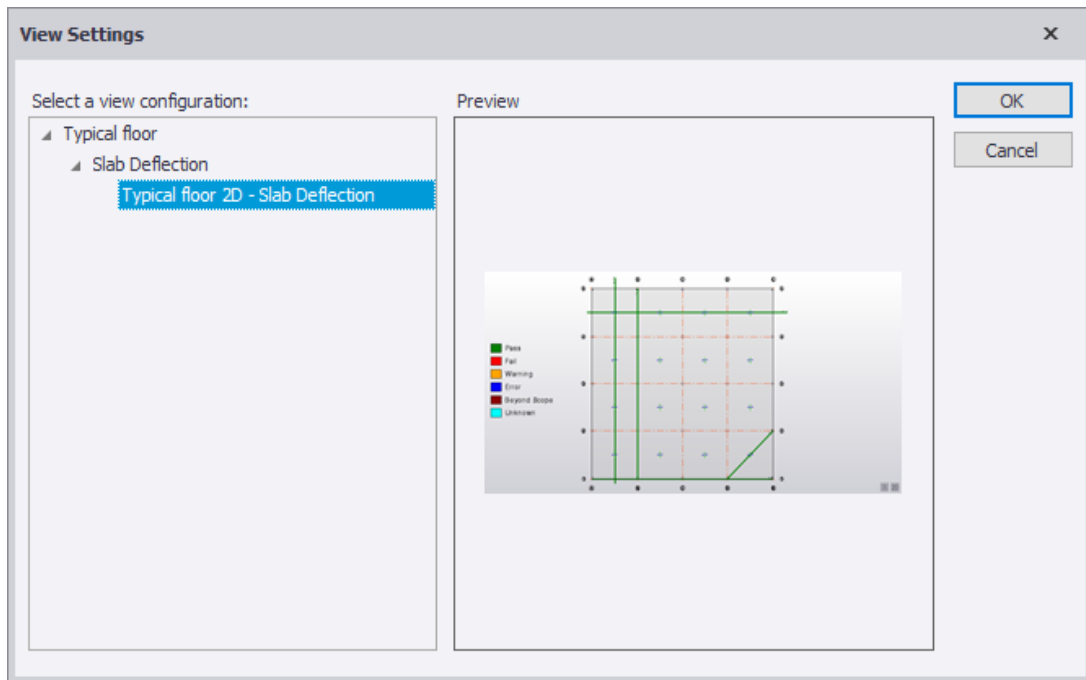 View Settings
Select a view configuration:
Preview
OK
Cancel
Typical floor
Slab Deflection
Typical floor 2D - Slab Deflection
Pass
Fail
Warning
Error
Beyond Scope
Unknown